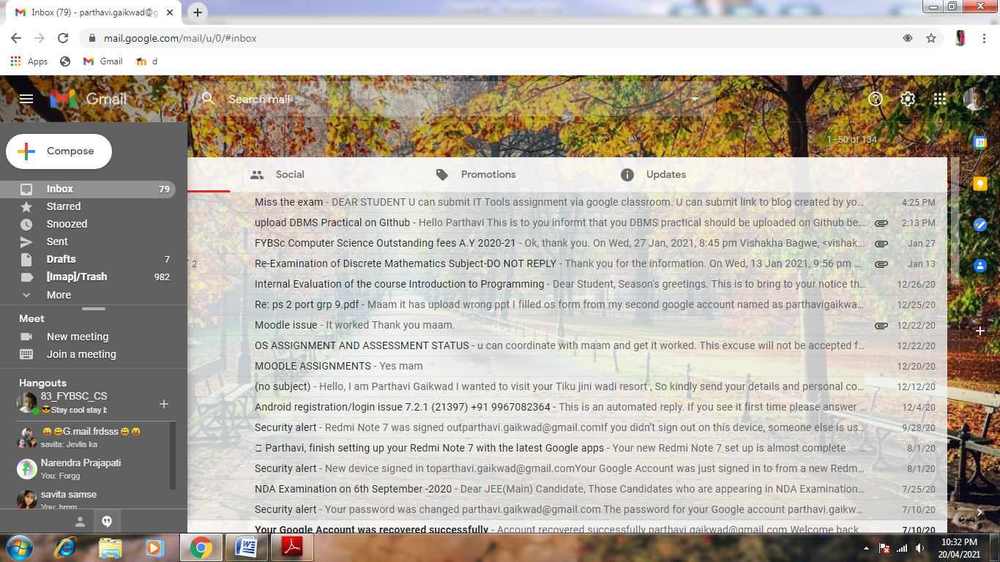 Inbox (79) - parthavi.gaikwad@g
mail.google.com/mail/u/0/#inbox
Apps Gmail d
Gmail Search mail
1–50 of 134
31
Compose
Social Promotions Updates
Inbox 79
Starred
Snoozed
Sent
Drafts 7
[Imap]/Trash 982
More
Meet
New meeting
Join a meeting
Hangouts
83_FYBSC_CS
😎Stay cool stay b
😛😀G.mail.frdsss😀😛
savita: Jevlis ka
Narendra Prajapati
You: Forgg
savita samse
You: hmm
Miss the exam - DEAR STUDENT U can submit IT Tools assignment via google classroom. U can submit link to blog created by yo... 4:25 PM
upload DBMS Practical on GIthub - Hello Parthavi This is to you informt that you DBMS practical should be uploaded on Github be... 2:13 PM
FYBSc Computer Science Outstanding fees A.Y 2020-21 - Ok, thank you. On Wed, 27 Jan, 2021, 8:45 pm Vishakha Bagwe, <vishak... Jan 27
T 2 Re-Examination of Discrete Mathematics Subject-DO NOT REPLY - Thank you for the information. On Wed, 13 Jan 2021, 9:56 pm ... Jan 13
Internal Evaluation of the course Introduction to Programming - Dear Student, Season's greetings. This is to bring to your notice th... 12/26/20
Re: ps 2 port grp 9.pdf - Maam it has upload wrong ppt I filled os form from my second google account named as parthavigaikwa... 12/25/20
Moodle issue - It worked Thank you maam. 12/22/20
OS ASSIGNMENT AND ASSESSMENT STATUS - u can coordinate with maam and get it worked. This excuse will not be accepted f... 12/22/20
MOODLE ASSIGNMENTS - Yes mam 12/20/20
(no subject) - Hello, I am Parthavi Gaikwad I wanted to visit your Tiku jini wadi resort , So kindly send your details and personal co... 12/12/20
Android registration/login issue 7.2.1 (21397) +91 9967082364 - This is an automated reply. If you see it first time please answer ... 12/4/20
Security alert - Redmi Note 7 was signed outparthavi.gaikwad@gmail.comIf you didn't sign out on this device, someone else is us... 9/28/20
Parthavi, finish setting up your Redmi Note 7 with the latest Google apps - Your new Redmi Note 7 set up is almost complete ... 8/1/20
Security alert - New device signed in toparthavi.gaikwad@gmail.comYour Google Account was just signed in to from a new Redm... 8/1/20
NDA Examination on 6th September -2020 - Dear JEE(Main) Candidate, Those Candidates who are appearing in NDA Examination... 7/25/20
Security alert - Your password was changed parthavi.gaikwad@gmail.com The password for your Google account parthavi.gaikw... 7/10/20
Your Google Account was recovered successfully - Account recovered successfully parthavi.gaikwad@gmail.com Welcome back... 7/10/20
10:32 PM
20/04/2021